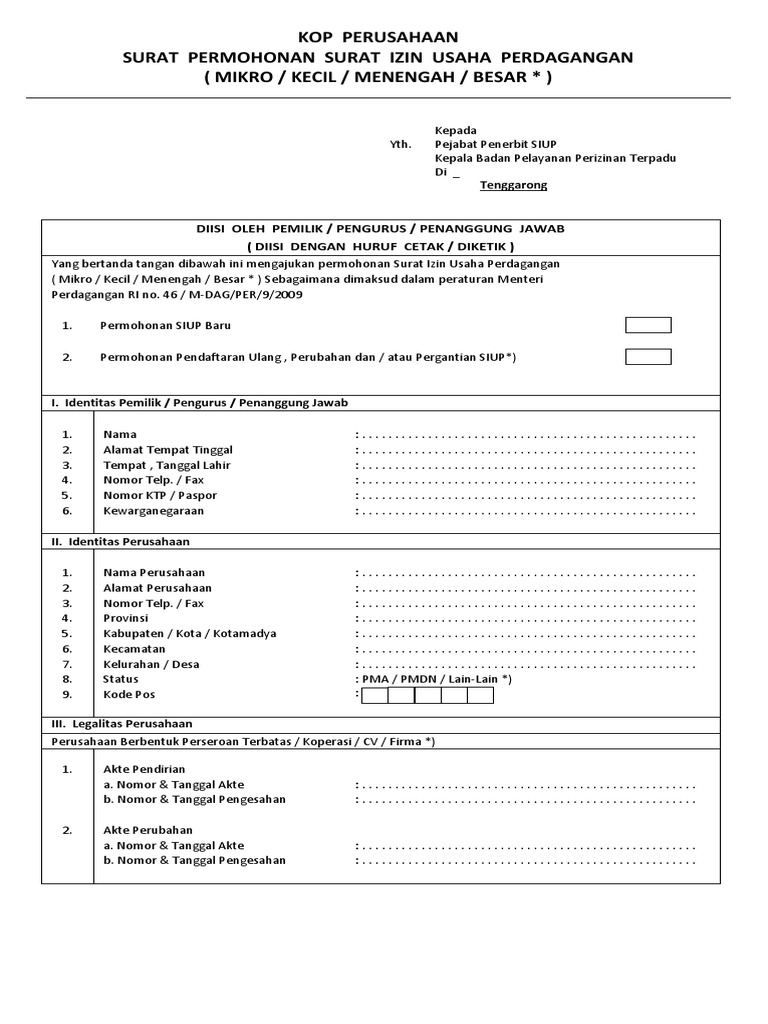 KOP PERUSAHAAN
SURAT PERMOHONAN SURAT IZIN USAHA PERDAGANGAN
( MIKRO / KECIL / MENENGAH / BESAR * )
Kepada
Yth. Pejabat Penerbit SIUP
Kepala Badan Pelayanan Perizinan Terpadu
Di _
Tenggarong
DIISI OLEH PEMILIK / PENGURUS / PENANGGUNG JAWAB
( DIISI DENGAN HURUF CETAK / DIKETIK )
Yang bertanda tangan dibawah ini mengajukan permohonan Surat Izin Usaha Perdagangan
( Mikro / Kecil / Menengah / Besar * ) Sebagaimana dimaksud dalam peraturan Menteri
Perdagangan RI no. 46 / M-DAG/PER/9/2009
1. Permohonan SIUP Baru
2. Permohonan Pendaftaran Ulang , Perubahan dan / atau Pergantian SIUP*)
I. Identitas Pemilik / Pengurus / Penanggung Jawab
1. Nama : . . . . . . . . . . . . . . . . . . . . . . . . . . . . . . . . . . . . . . . . . . . . . . . . . .
2. Alamat Tempat Tinggal : . . . . . . . . . . . . . . . . . . . . . . . . . . . . . . . . . . . . . . . . . . . . . . . . . .
3. Tempat , Tanggal Lahir : . . . . . . . . . . . . . . . . . . . . . . . . . . . . . . . . . . . . . . . . . . . . . . . . . .
4. Nomor Telp. / Fax : . . . . . . . . . . . . . . . . . . . . . . . . . . . . . . . . . . . . . . . . . . . . . . . . . .
5. Nomor KTP / Paspor : . . . . . . . . . . . . . . . . . . . . . . . . . . . . . . . . . . . . . . . . . . . . . . . . . .
6. Kewarganegaraan : . . . . . . . . . . . . . . . . . . . . . . . . . . . . . . . . . . . . . . . . . . . . . . . . . .
II. Identitas Perusahaan
1. Nama Perusahaan : . . . . . . . . . . . . . . . . . . . . . . . . . . . . . . . . . . . . . . . . . . . . . . . . . .
2. Alamat Perusahaan : . . . . . . . . . . . . . . . . . . . . . . . . . . . . . . . . . . . . . . . . . . . . . . . . . .
3. Nomor Telp. / Fax : . . . . . . . . . . . . . . . . . . . . . . . . . . . . . . . . . . . . . . . . . . . . . . . . . .
4. Provinsi : . . . . . . . . . . . . . . . . . . . . . . . . . . . . . . . . . . . . . . . . . . . . . . . . . .
5. Kabupaten / Kota / Kotamadya : . . . . . . . . . . . . . . . . . . . . . . . . . . . . . . . . . . . . . . . . . . . . . . . . . .
6. Kecamatan : . . . . . . . . . . . . . . . . . . . . . . . . . . . . . . . . . . . . . . . . . . . . . . . . . .
7. Kelurahan / Desa : . . . . . . . . . . . . . . . . . . . . . . . . . . . . . . . . . . . . . . . . . . . . . . . . . .
8. Status : PMA / PMDN / Lain-Lain *)
9. Kode Pos :
III. Legalitas Perusahaan
Perusahaan Berbentuk Perseroan Terbatas / Koperasi / CV / Firma *)
1. Akte Pendirian
a. Nomor & Tanggal Akte : . . . . . . . . . . . . . . . . . . . . . . . . . . . . . . . . . . . . . . . . . . . . . . . . . .
b. Nomor & Tanggal Pengesahan : . . . . . . . . . . . . . . . . . . . . . . . . . . . . . . . . . . . . . . . . . . . . . . . . . .
2. Akte Perubahan
a. Nomor & Tanggal Akte : . . . . . . . . . . . . . . . . . . . . . . . . . . . . . . . . . . . . . . . . . . . . . . . . . .
b. Nomor & Tanggal Pengesahan : . . . . . . . . . . . . . . . . . . . . . . . . . . . . . . . . . . . . . . . . . . . . . . . . . .